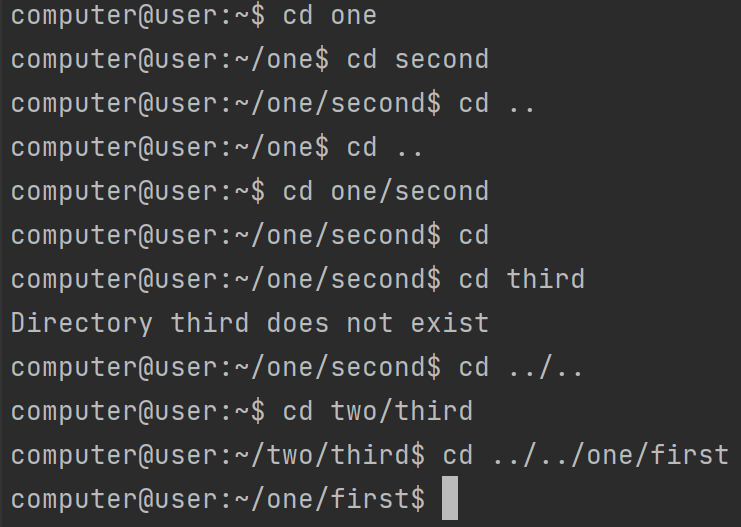 computer@user:~$ cd one
computer@user:~/one$ cd second
computer@user:~/one/second$ cd ..
computer@user:~/one$ cd ..
computer@user:~$ cd one/second
computer@user:~/one/second$ cd
computer@user:~/one/second$ cd third
Directory third does not exist
computer@user:~/one/second$ cd ../..
computer@user:~$ cd two/third
computer@user:~/two/third$ cd ../../one/first
computer@user:~/one/first$